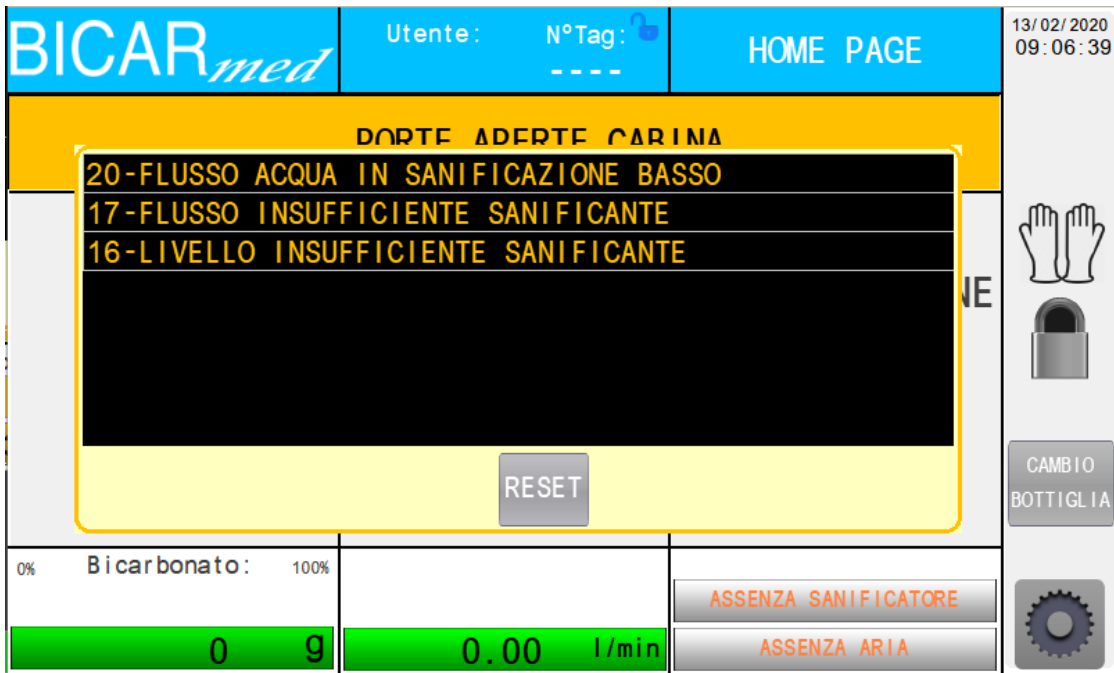 BICARmed
Utente: N°Tag:
----
HOME PAGE
13/02/2020
09:06:39
PORTE APERTE CABINA
20-FLUSSO ACQUA IN SANIFICAZIONE BASSO
17-FLUSSO INSUFFICIENTE SANIFICANTE
16-LIVELLO INSUFFICIENTE SANIFICANTE
NE
RESET
CAMBIO
BOTTIGLIA
0% Bicarbonato: 100%
0 g
0.00 l/min
ASSENZA SANIFICATORE
ASSENZA ARIA